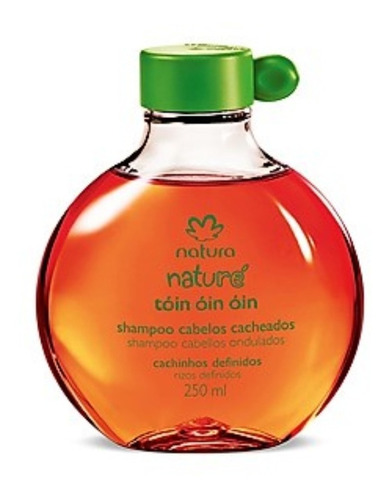 natura
naturé
tóin óin óin
shampoo cabelos cacheados
shampoo cabellos ondulados
cachinhos definidos
rizos definidos
250 ml